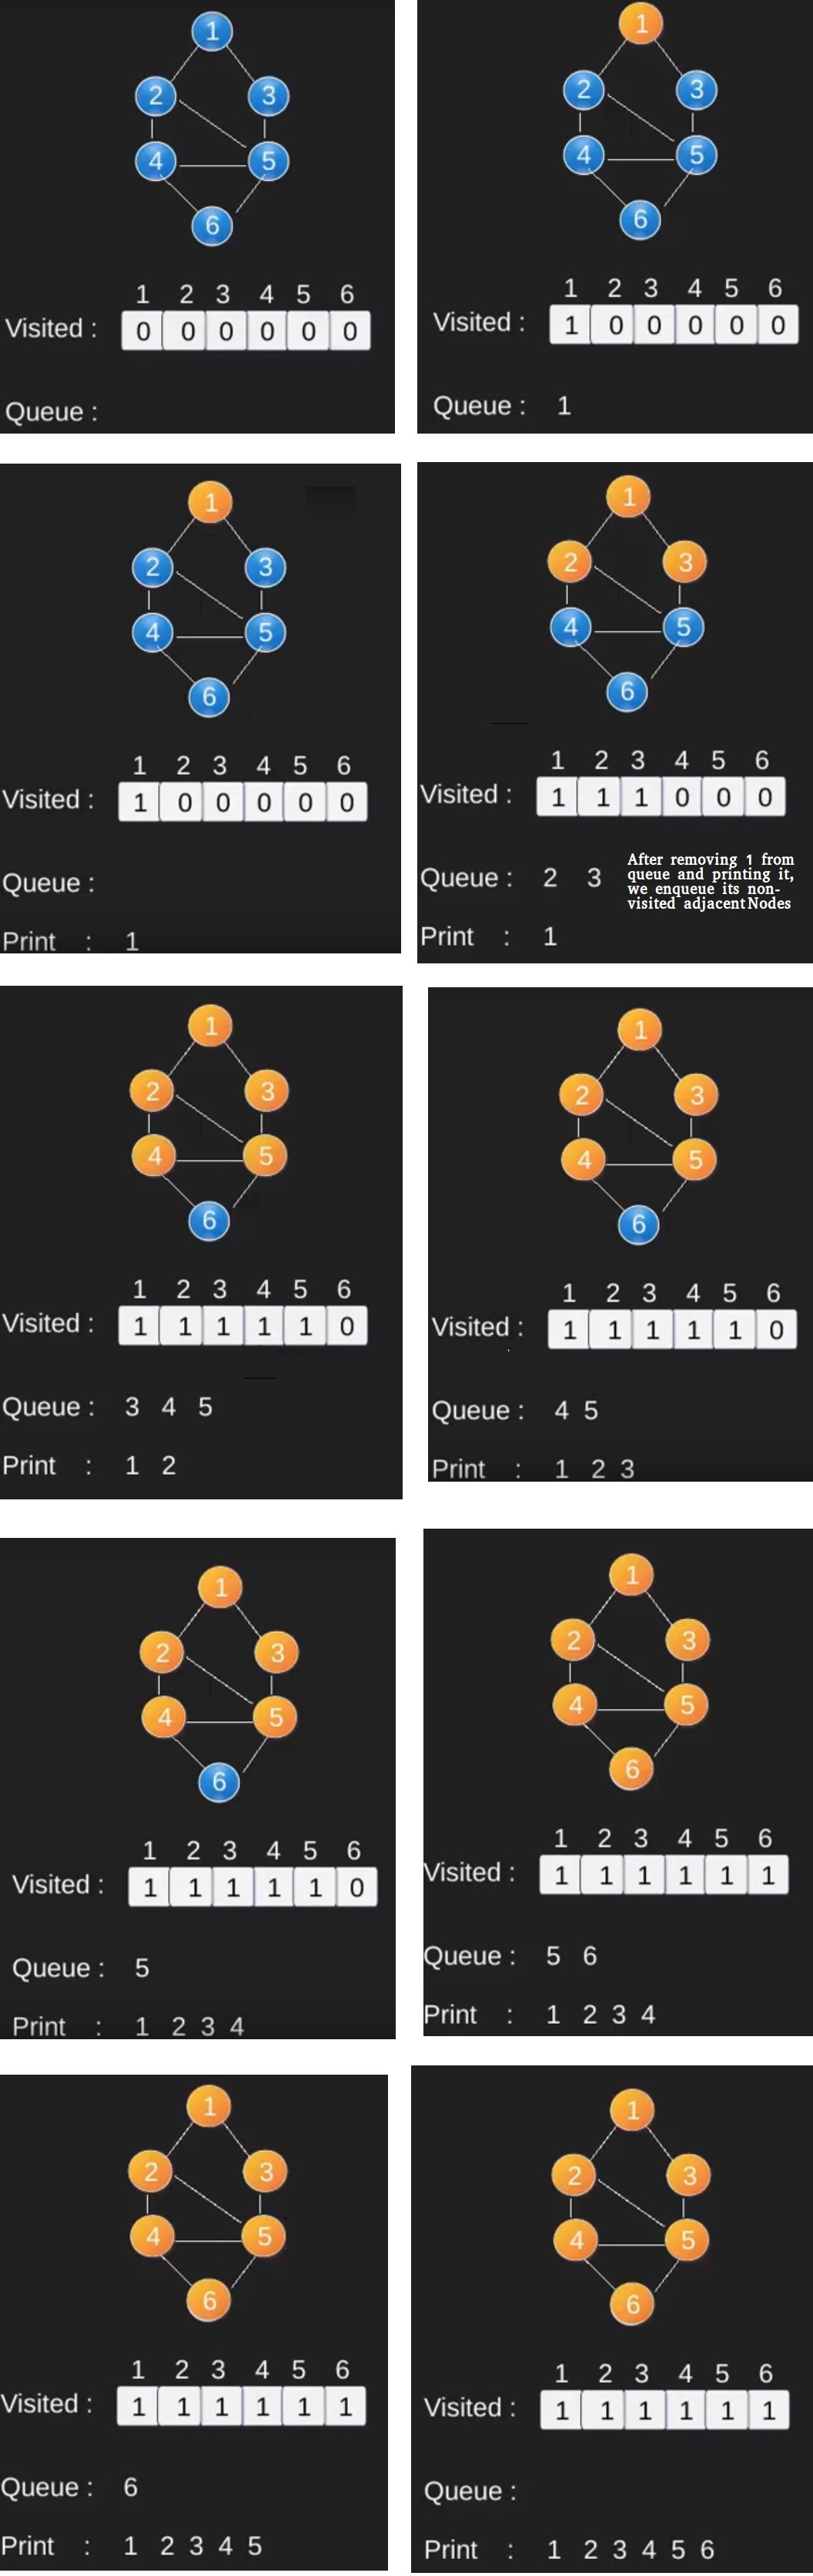 1
2 3
4 5
6
1 2 3 4 5 6
Visited : 0 0 0 0 0 0
Queue :
1
2 3
4 5
6
1 2 3 4 5 6
Visited : 1 0 0 0 0 0
Queue : 1
1
2 3
4 5
6
1 2 3 4 5 6
Visited : 1 0 0 0 0 0
Queue :
Print : 1
1
2 3
4 5
6
1 2 3 4 5 6
Visited : 1 1 1 0 0 0
Queue : 2 3
After removing 1 from
queue and printing it,
we enqueue its non-
visited adjacent Nodes
Print : 1
1
2 3
4 5
6
1 2 3 4 5 6
Visited : 1 1 1 1 1 0
Queue : 3 4 5
Print : 1 2
1
2 3
4 5
6
1 2 3 4 5 6
Visited : 1 1 1 1 1 0
Queue : 4 5
Print : 1 2 3
1
2 3
4 5
6
1 2 3 4 5 6
Visited : 1 1 1 1 1 0
Queue : 5
Print : 1 2 3 4
1
2 3
4 5
6
1 2 3 4 5 6
Visited : 1 1 1 1 1 1
Queue : 5 6
Print : 1 2 3 4
1
2 3
4 5
6
1 2 3 4 5 6
Visited : 1 1 1 1 1 1
Queue : 6
Print : 1 2 3 4 5
1
2 3
4 5
6
1 2 3 4 5 6
Visited : 1 1 1 1 1 1
Queue :
Print : 1 2 3 4 5 6